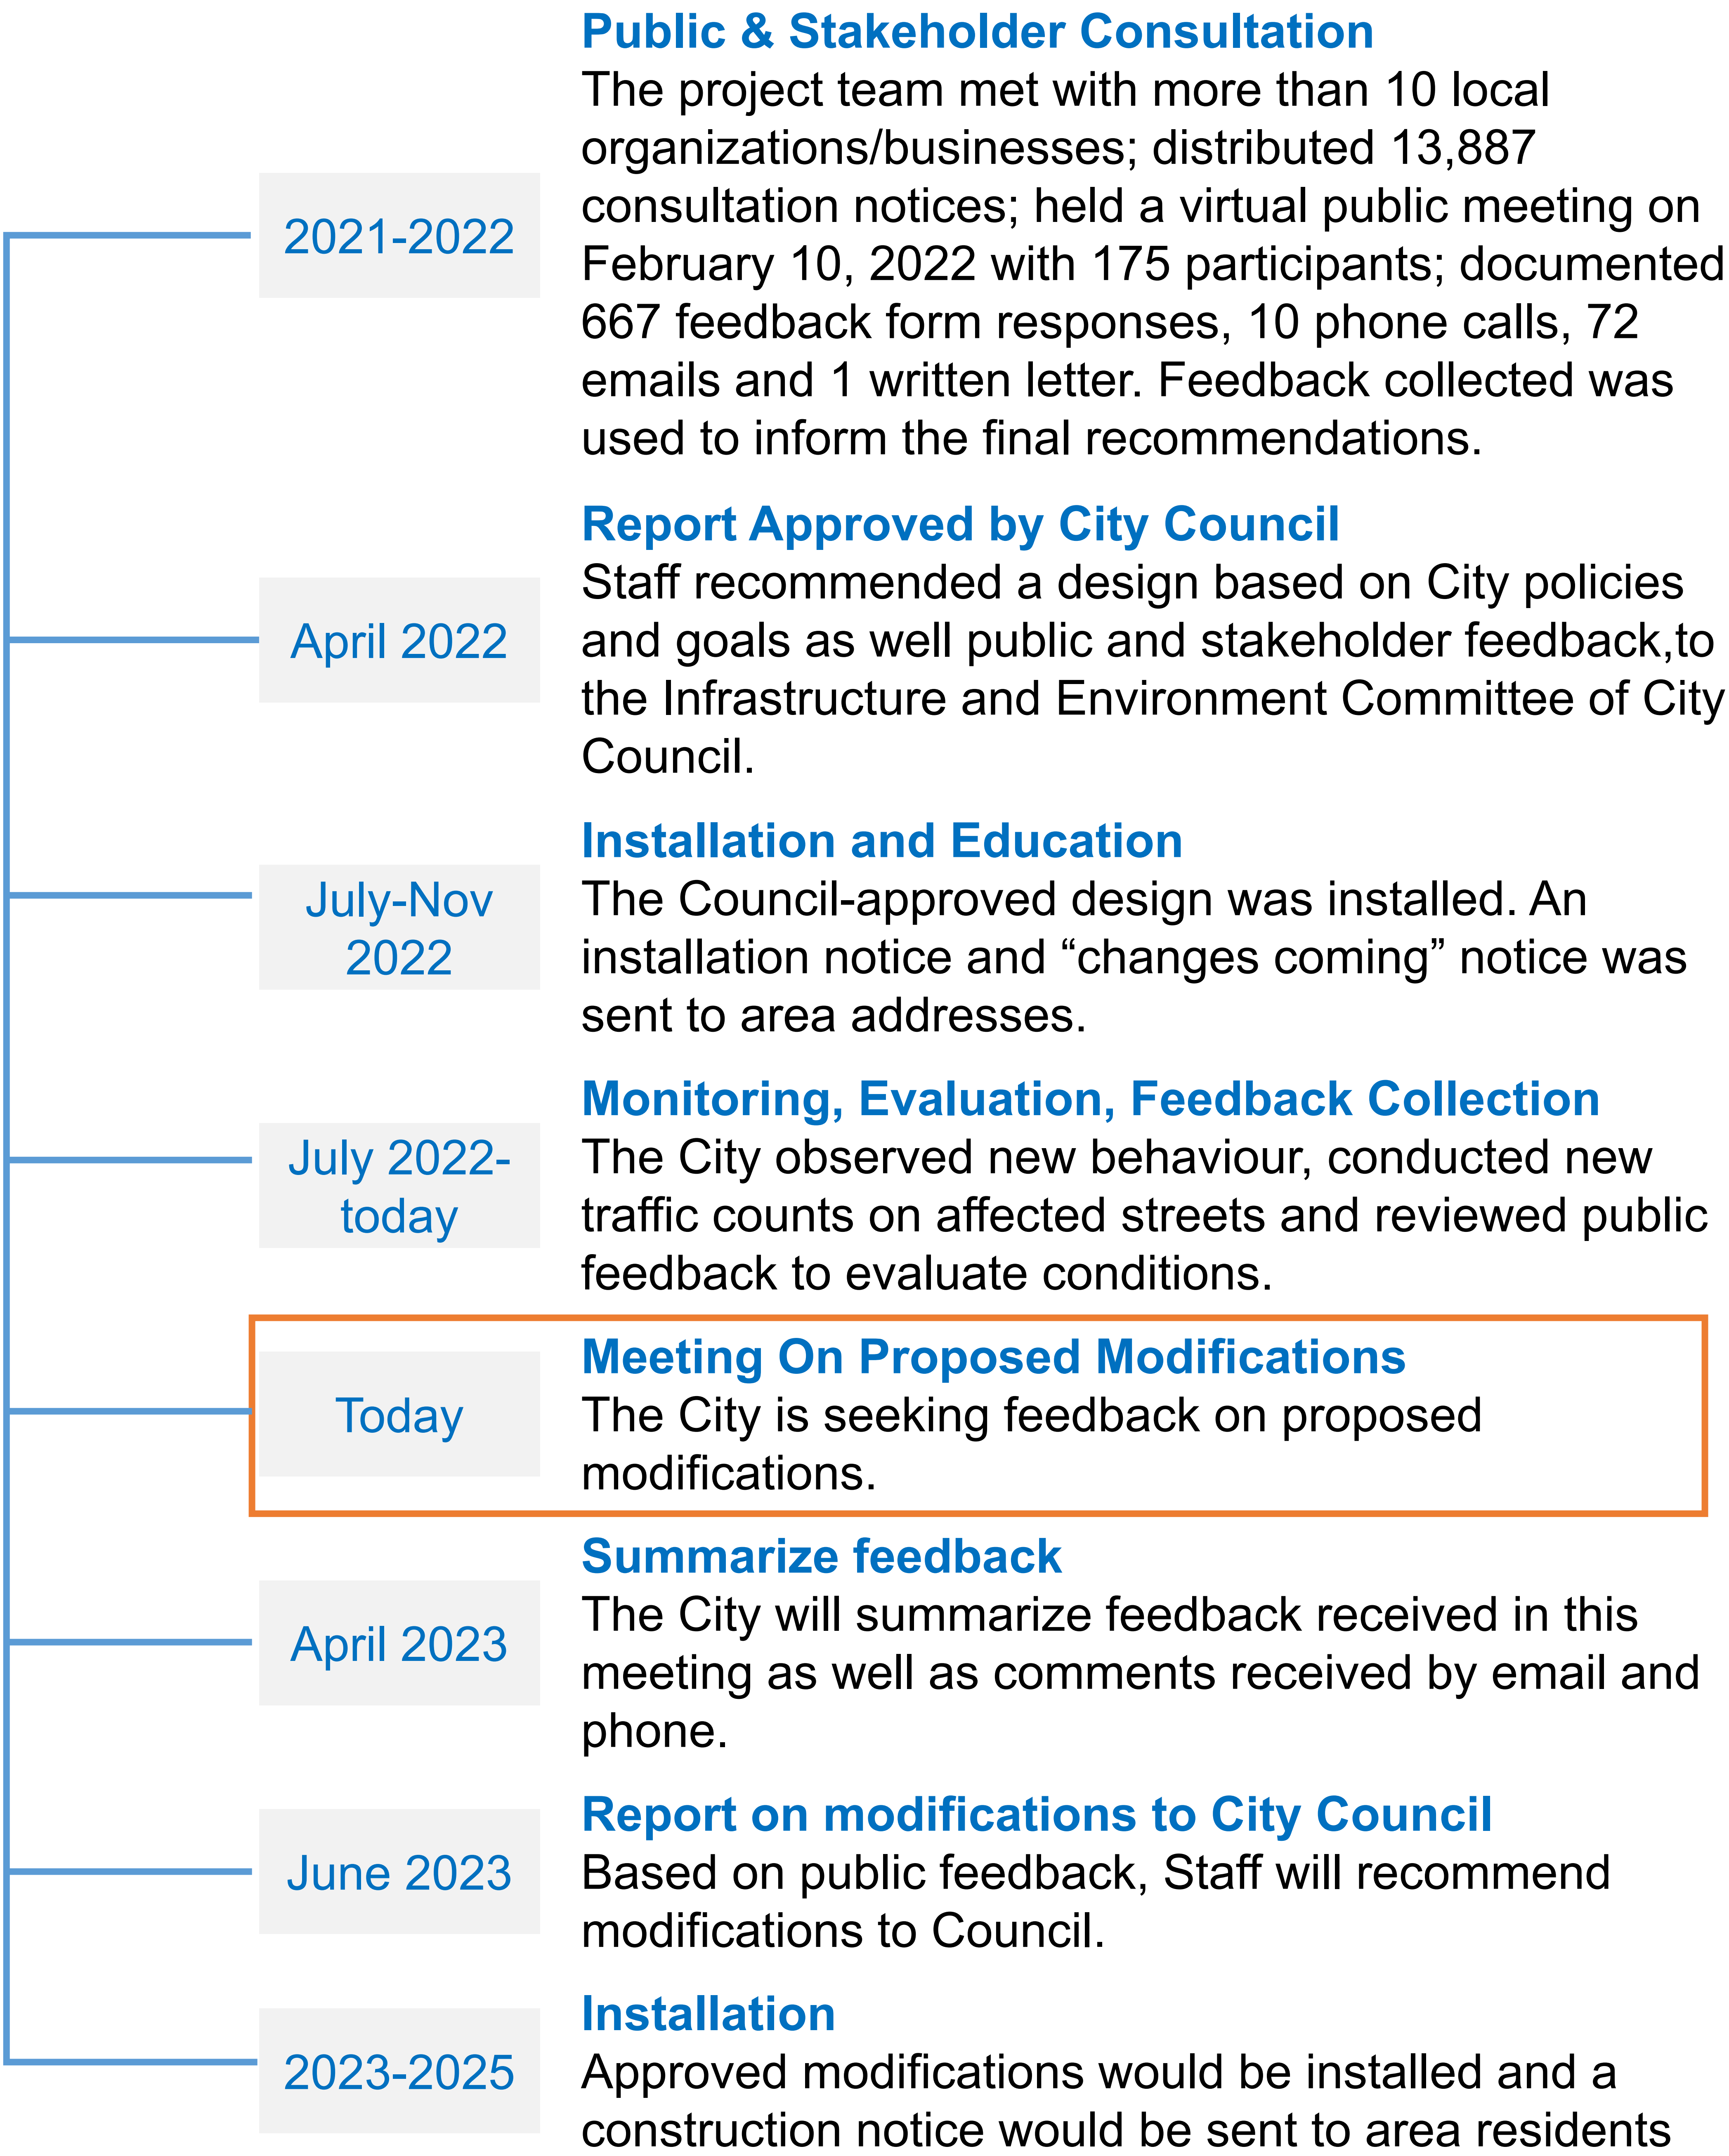 Public & Stakeholder Consultation
2021-2022
The project team met with more than 10 local
organizations/businesses; distributed 13,887
consultation notices; held a virtual public meeting on
February 10, 2022 with 175 participants; documented
667 feedback form responses, 10 phone calls, 72
emails and 1 written letter. Feedback collected was
used to inform the final recommendations.
Report Approved by City Council
April 2022
Staff recommended a design based on City policies
and goals as well public and stakeholder feedback,to
the Infrastructure and Environment Committee of City
Council.
Installation and Education
July-Nov
2022
The Council-approved design was installed. An
installation notice and “changes coming” notice was
sent to area addresses.
Monitoring, Evaluation, Feedback Collection
July 2022-
today
The City observed new behaviour, conducted new
traffic counts on affected streets and reviewed public
feedback to evaluate conditions.
Meeting On Proposed Modifications
Today
The City is seeking feedback on proposed
modifications.
Summarize feedback
April 2023
The City will summarize feedback received in this
meeting as well as comments received by email and
phone.
Report on modifications to City Council
June 2023
Based on public feedback, Staff will recommend
modifications to Council.
Installation
2023-2025
Approved modifications would be installed and a
construction notice would be sent to area residents